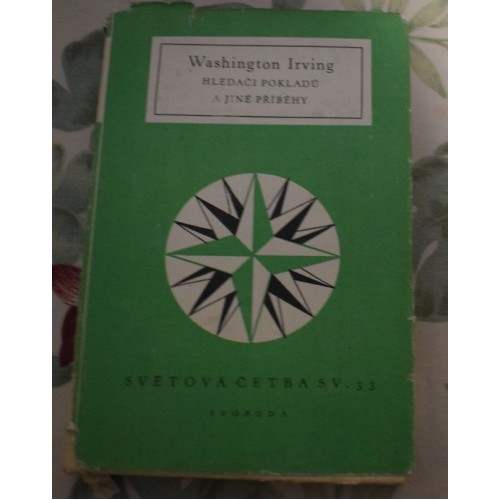 Washington Irving
HLEDAČI POKLADŮ
A JINÉ PŘÍBĚHY
SVĚTOVÁ ČETBA SV. 33
SVOBODA